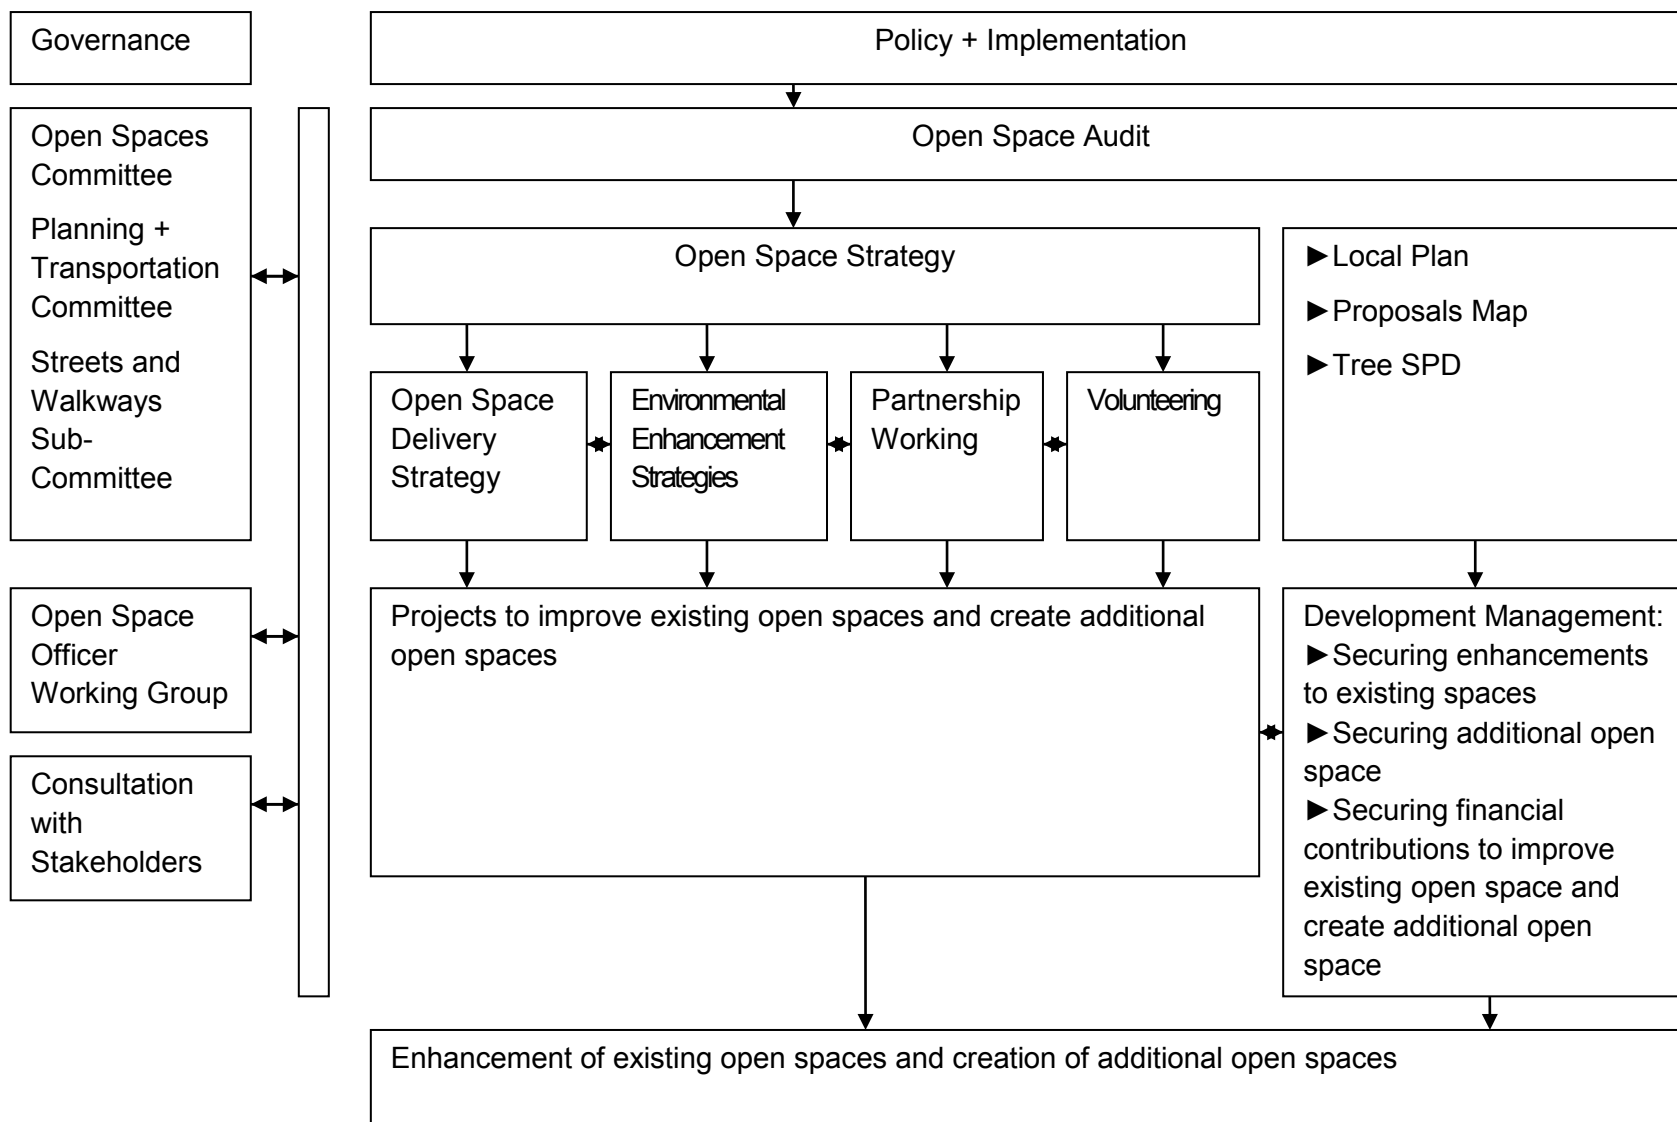 Governance
Policy + Implementation
Open Spaces
Committee
Planning +
Transportation
Committee
Streets and
Walkways
Sub-
Committee
Open Space Audit
Open Space Strategy
►Local Plan
►Proposals Map
►Tree SPD
Open Space
Delivery
Strategy
Environmental
Enhancement
Strategies
Partnership
Working
Volunteering
Open Space
Officer
Working Group
Projects to improve existing open spaces and create additional
open spaces
Development Management:
►Securing enhancements
to existing spaces
►Securing additional open
space
►Securing financial
contributions to improve
existing open space and
create additional open
space
Consultation
with
Stakeholders
Enhancement of existing open spaces and creation of additional open spaces